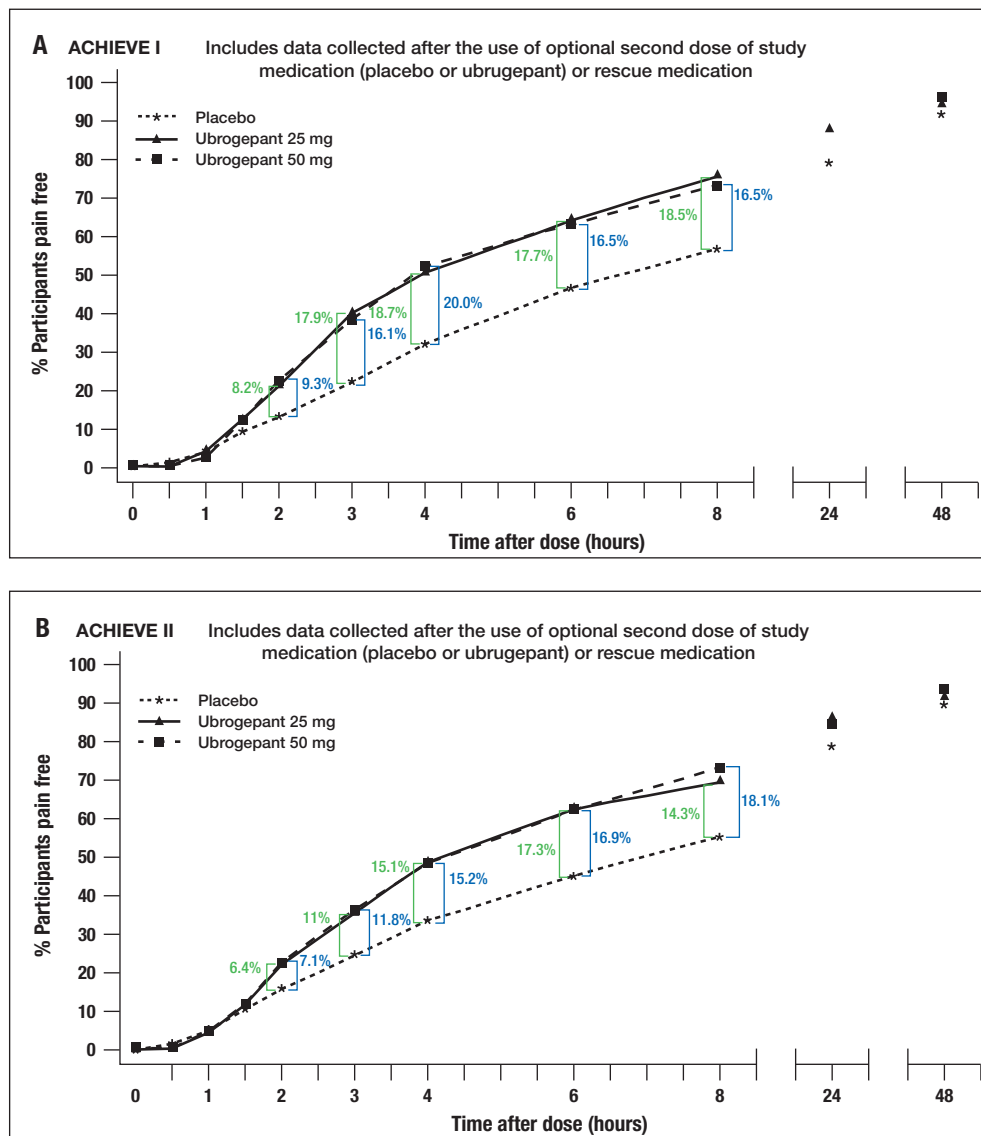 A ACHIEVE I Includes data collected after the use of optional second dose of study
medication (placebo or ubrugepant) or rescue medication
% Participants pain free
100
90
80
70
60
50
40
30
20
10
0
Placebo
Ubrogepant 25 mg
Ubrogepant 50 mg
8.2%
9.3%
17.9%
16.1%
18.7%
20.0%
17.7%
16.5%
18.5%
16.5%
0 1 2 3 4 6 8 24 48
Time after dose (hours)
B ACHIEVE II Includes data collected after the use of optional second dose of study
medication (placebo or ubrugepant) or rescue medication
% Participants pain free
100
90
80
70
60
50
40
30
20
10
0
Placebo
Ubrogepant 25 mg
Ubrogepant 50 mg
6.4%
7.1%
11%
11.8%
15.1%
15.2%
17.3%
16.9%
14.3%
18.1%
0 1 2 3 4 6 8 24 48
Time after dose (hours)